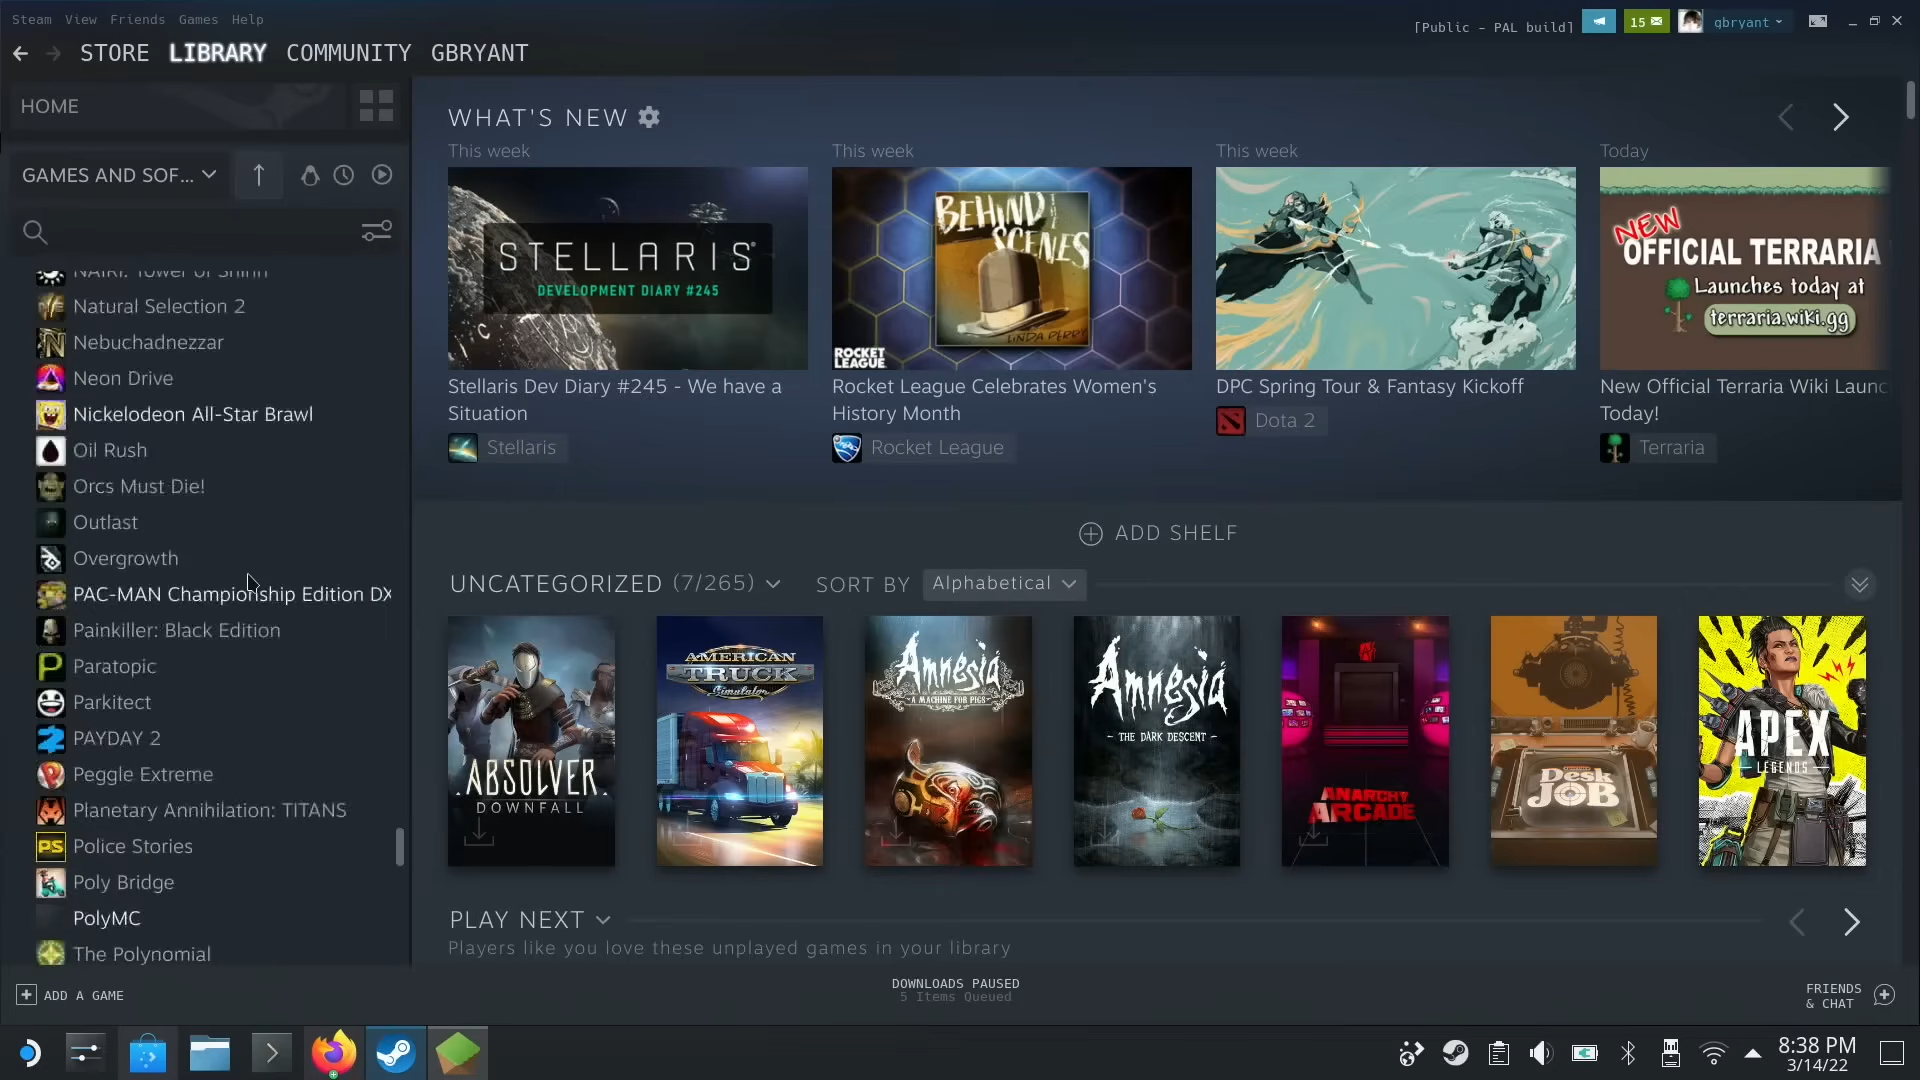 Steam View Friends Games Help
[Public - PAL build]
15
gbryant
STORE LIBRARY COMMUNITY GBRYANT
HOME
GAMES AND SOF...
NAIRI: Tower of Shirin
Natural Selection 2
Nebuchadnezzar
Neon Drive
Nickelodeon All-Star Brawl
Oil Rush
Orcs Must Die!
Outlast
Overgrowth
PAC-MAN Championship Edition DX
Painkiller: Black Edition
Paratopic
Parkitect
PAYDAY 2
Peggle Extreme
Planetary Annihilation: TITANS
PS Police Stories
Poly Bridge
PolyMC
The Polynomial
WHAT'S NEW
This week
STELLARIS
DEVELOPMENT DIARY #245
Stellaris Dev Diary #245 - We have a
Situation
Stellaris
This week
BEHIND
SCENES
LINDA PERRY
ROCKET
LEAGUE
Rocket League Celebrates Women's
History Month
Rocket League
This week
DPC Spring Tour & Fantasy Kickoff
Dota 2
Today
NEW
OFFICIAL TERRARIA
Launches today at
terraria.wiki.gg
New Official Terraria Wiki Launc
Today!
Terraria
ADD SHELF
UNCATEGORIZED (7/265)
SORT BY Alphabetical
ABSOLVER
DOWNFALL
AMERICAN
TRUCK
Simulator
Amnesia
A MACHINE FOR PIGS
Amnesia
THE DARK DESCENT
ANARCHY
ARCADE
Desk
JOB
APEX
LEGENDS
PLAY NEXT
Players like you love these unplayed games in your library
+ ADD A GAME
DOWNLOADS PAUSED
5 Items Queued
FRIENDS
& CHAT
8:38 PM
3/14/22